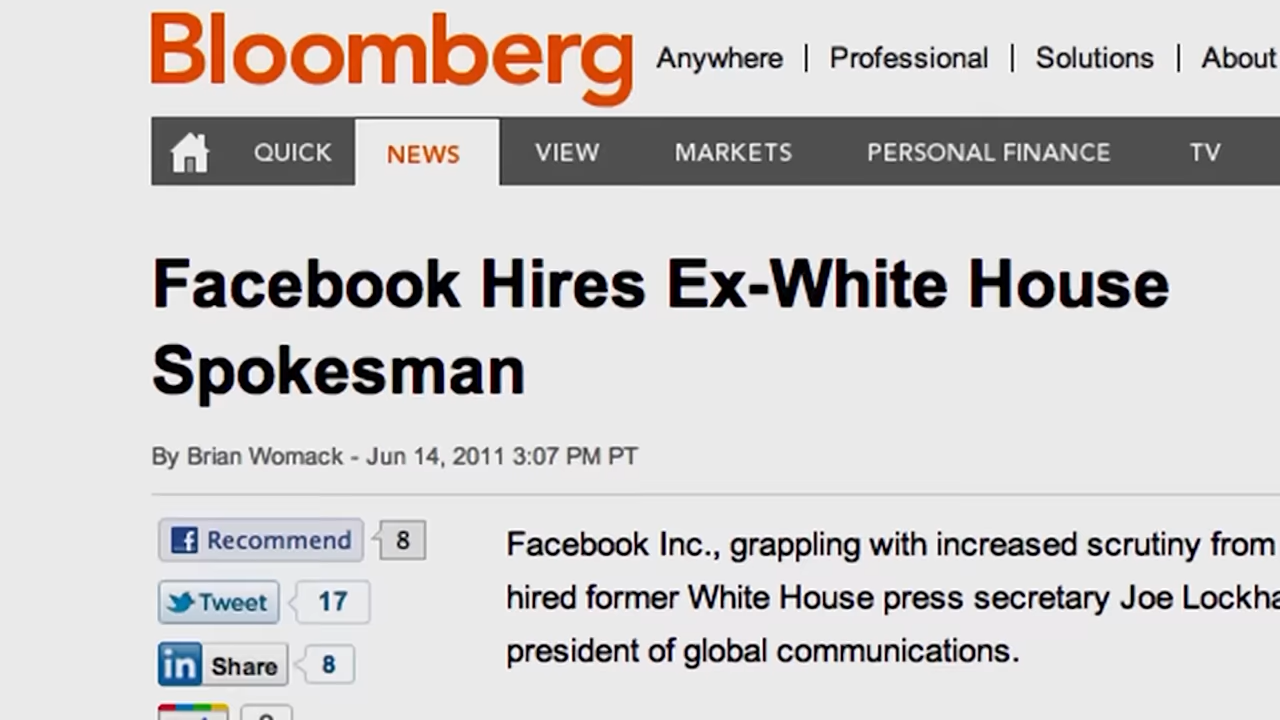 Bloomberg Anywhere | Professional | Solutions | About
QUICK NEWS VIEW MARKETS PERSONAL FINANCE TV
Facebook Hires Ex-White House
Spokesman
By Brian Womack - Jun 14, 2011 3:07 PM PT
Recommend 8
Tweet 17
in Share 8
Facebook Inc., grappling with increased scrutiny from
hired former White House press secretary Joe
president of global communications.